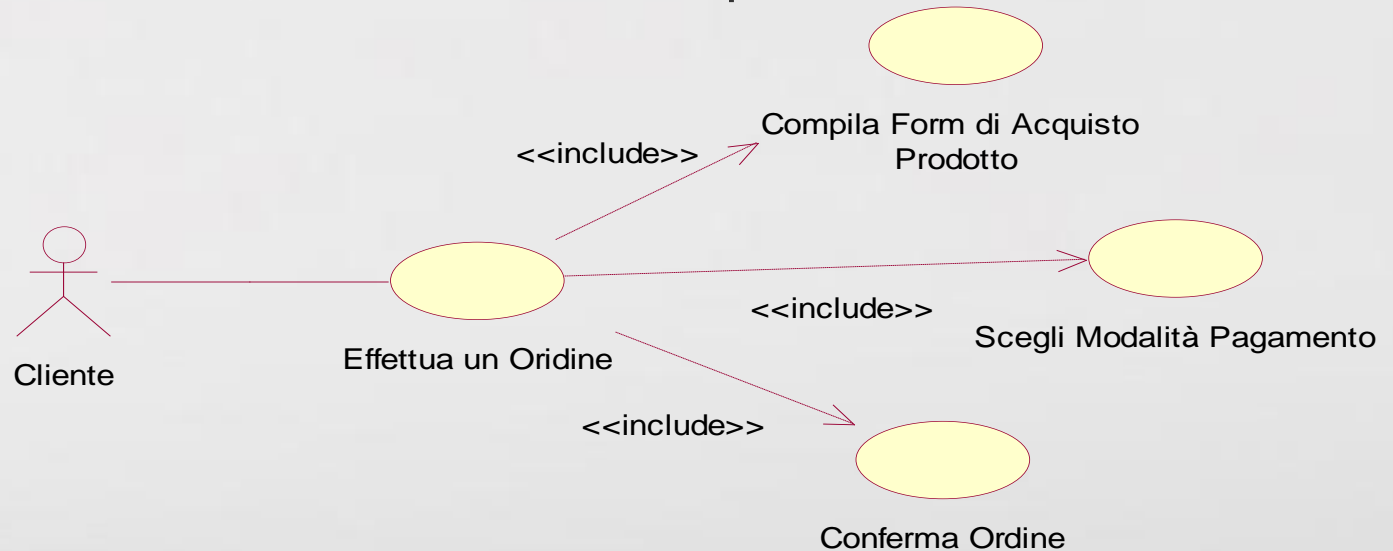 Compila Form di Acquisto
Prodotto
<<include>>
<<include>>
Scegli Modalità Pagamento
Effettua un Oridine
Cliente
<<include>>
Conferma Ordine